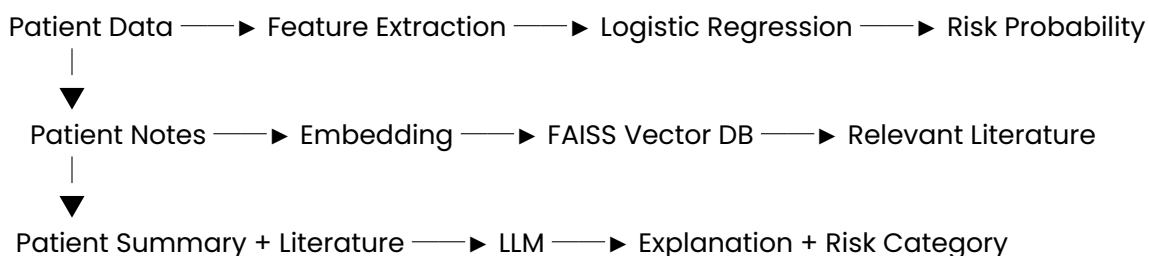 Patient Data → Feature Extraction → Logistic Regression → Risk Probability
Patient Notes → Embedding → FAISS Vector DB → Relevant Literature
Patient Summary + Literature → LLM → Explanation + Risk Category